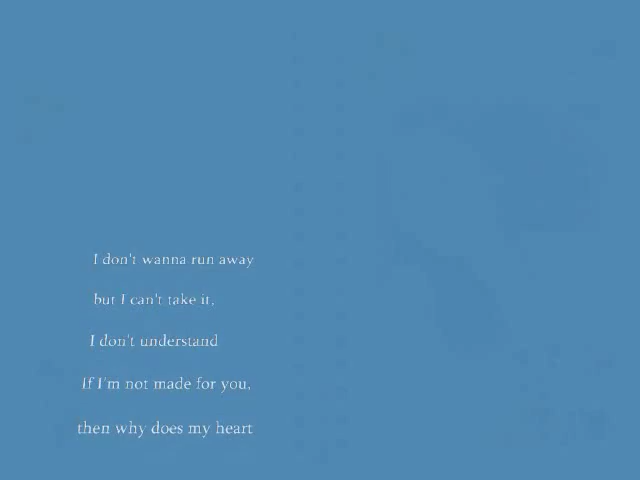 I don't wanna run away
but I can't take it,
I don't understand
If I'm not made for you,
then why does my heart